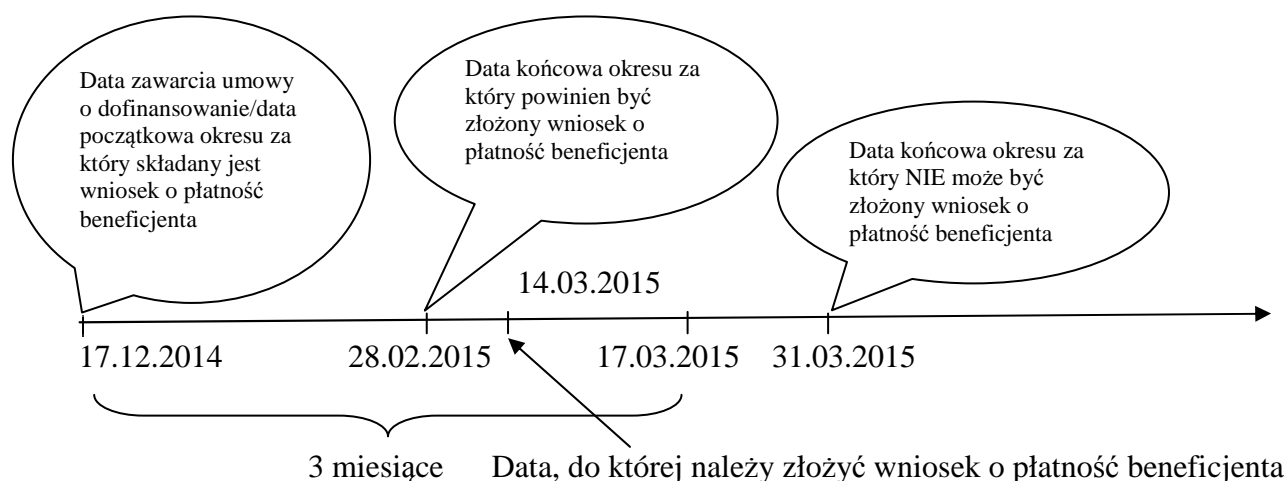 Data zawarcia umowy
o dofinansowanie/data
początkowa okresu za
który składany jest
wniosek o płatność
beneficjenta
Data końcowa okresu za
który powinien być
złożony wniosek o
płatność beneficjenta
Data końcowa okresu za
który NIE może być
złożony wniosek o
płatność beneficjenta
14.03.2015
17.12.2014
28.02.2015
17.03.2015
31.03.2015
3 miesiące
Data, do której należy złożyć wniosek o płatność beneficjenta